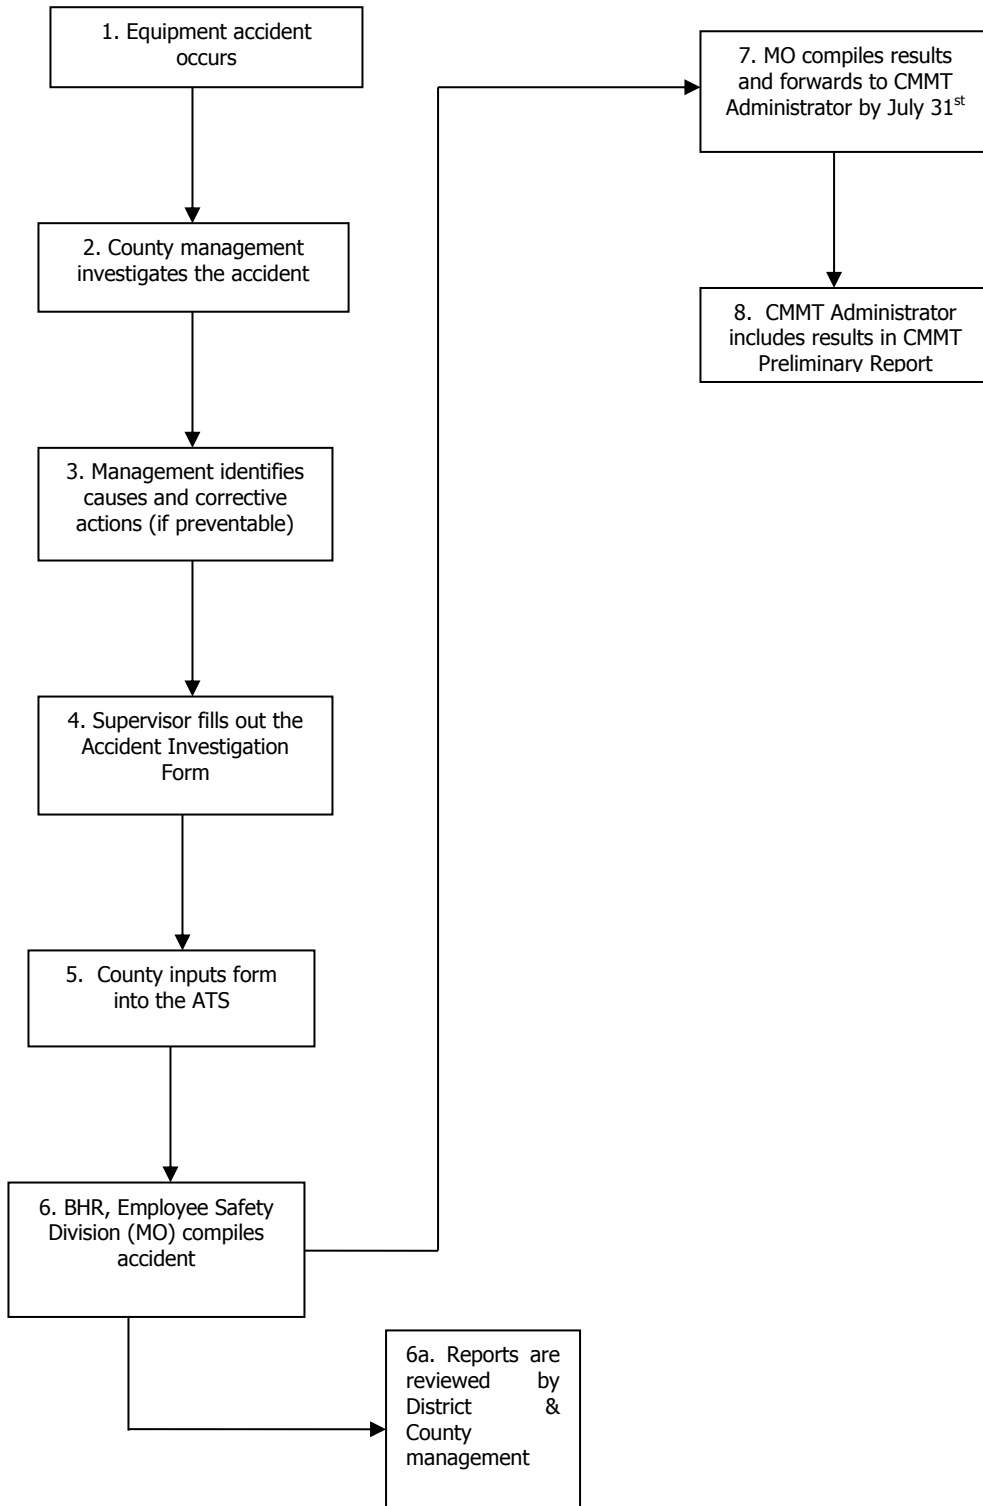 1. Equipment accident
occurs
2. County management
investigates the accident
3. Management identifies
causes and corrective
actions (if preventable)
4. Supervisor fills out the
Accident Investigation
Form
5. County inputs form
into the ATS
6. BHR, Employee Safety
Division (MO) compiles
accident
6a. Reports are
reviewed by
District &
County
management
7. MO compiles results
and forwards to CMMT
Administrator by July 31st
8. CMMT Administrator
includes results in CMMT
Preliminary Report